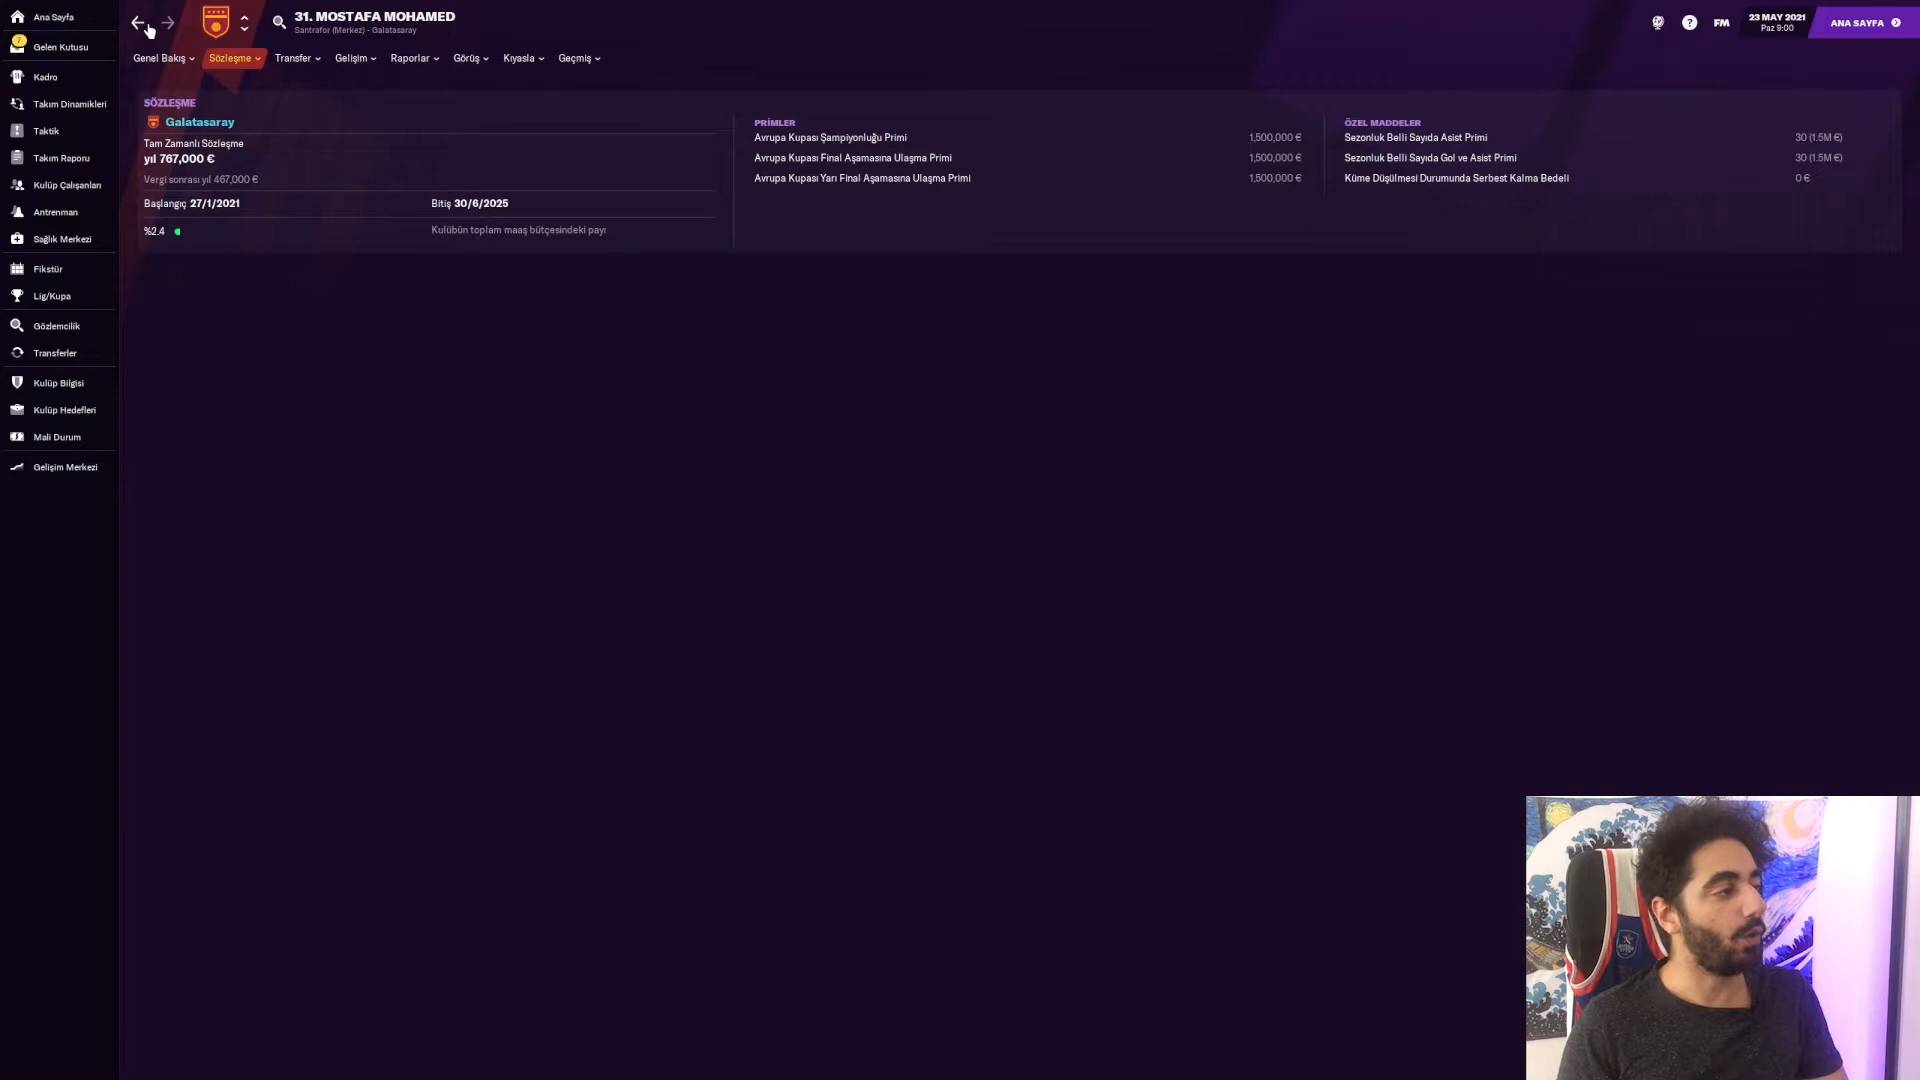 Ana Sayfa
7
Gelen Kutusu
Kadro
Takım Dinamikleri
Taktik
Takım Raporu
Kulüp Çalışanları
Antrenman
Sağlık Merkezi
Fikstür
Lig/Kupa
Gözlemcilik
Transferler
Kulüp Bilgisi
Kulüp Hedefleri
Mali Durum
Gelişim Merkezi
31. MOSTAFA MOHAMED
Santrafor (Merkez) - Galatasaray
FM
23 MAY 2021
Paz 9:00
ANA SAYFA
Genel Bakış Sözleşme Transfer Gelişim Raporlar Görüş Kıyasla Geçmiş
SÖZLEŞME
Galatasaray
Tam Zamanlı Sözleşme
yıl 767,000 €
Vergi sonrası yıl 467,000 €
Başlangıç 27/1/2021 Bitiş 30/6/2025
%2.4 Kulübün toplam maaş bütçesindeki payı
PRİMLER
Avrupa Kupası Şampiyonluğu Primi 1,500,000 €
Avrupa Kupası Final Aşamasına Ulaşma Primi 1,500,000 €
Avrupa Kupası Yarı Final Aşamasına Ulaşma Primi 1,500,000 €
ÖZEL MADDELER
Sezonluk Belli Sayıda Asist Primi 30 (1.5M €)
Sezonluk Belli Sayıda Gol ve Asist Primi 30 (1.5M €)
Küme Düşülmesi Durumunda Serbest Kalma Bedeli 0 €